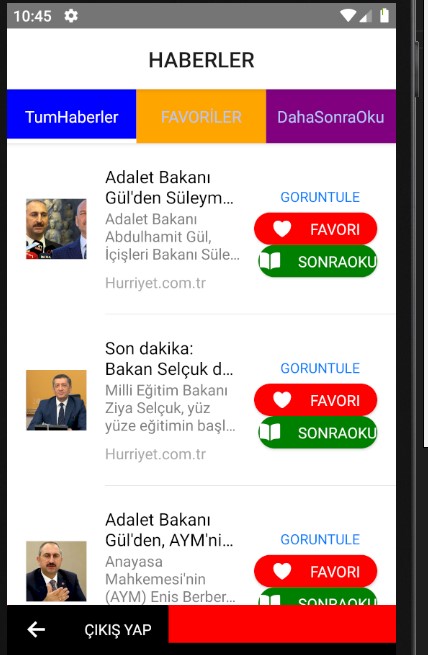 10:45
HABERLER
TumHaberler
FAVORİLER
DahaSonraOku
Adalet Bakanı
Gül'den Süleym...
Adalet Bakanı
Abdulhamit Gül,
İçişleri Bakanı Süle...
Hurriyet.com.tr
GORUNTULE
FAVORI
SONRAOKU
Son dakika:
Bakan Selçuk d...
Milli Eğitim Bakanı
Ziya Selçuk, yüz
yüze eğitimin başl...
Hurriyet.com.tr
GORUNTULE
FAVORI
SONRAOKU
Adalet Bakanı
Gül'den, AYM'ni...
Anayasa
Mahkemesi'nin
(AYM) Enis Berber...
GORUNTULE
FAVORI
SONRAOKU
ÇIKIŞ YAP